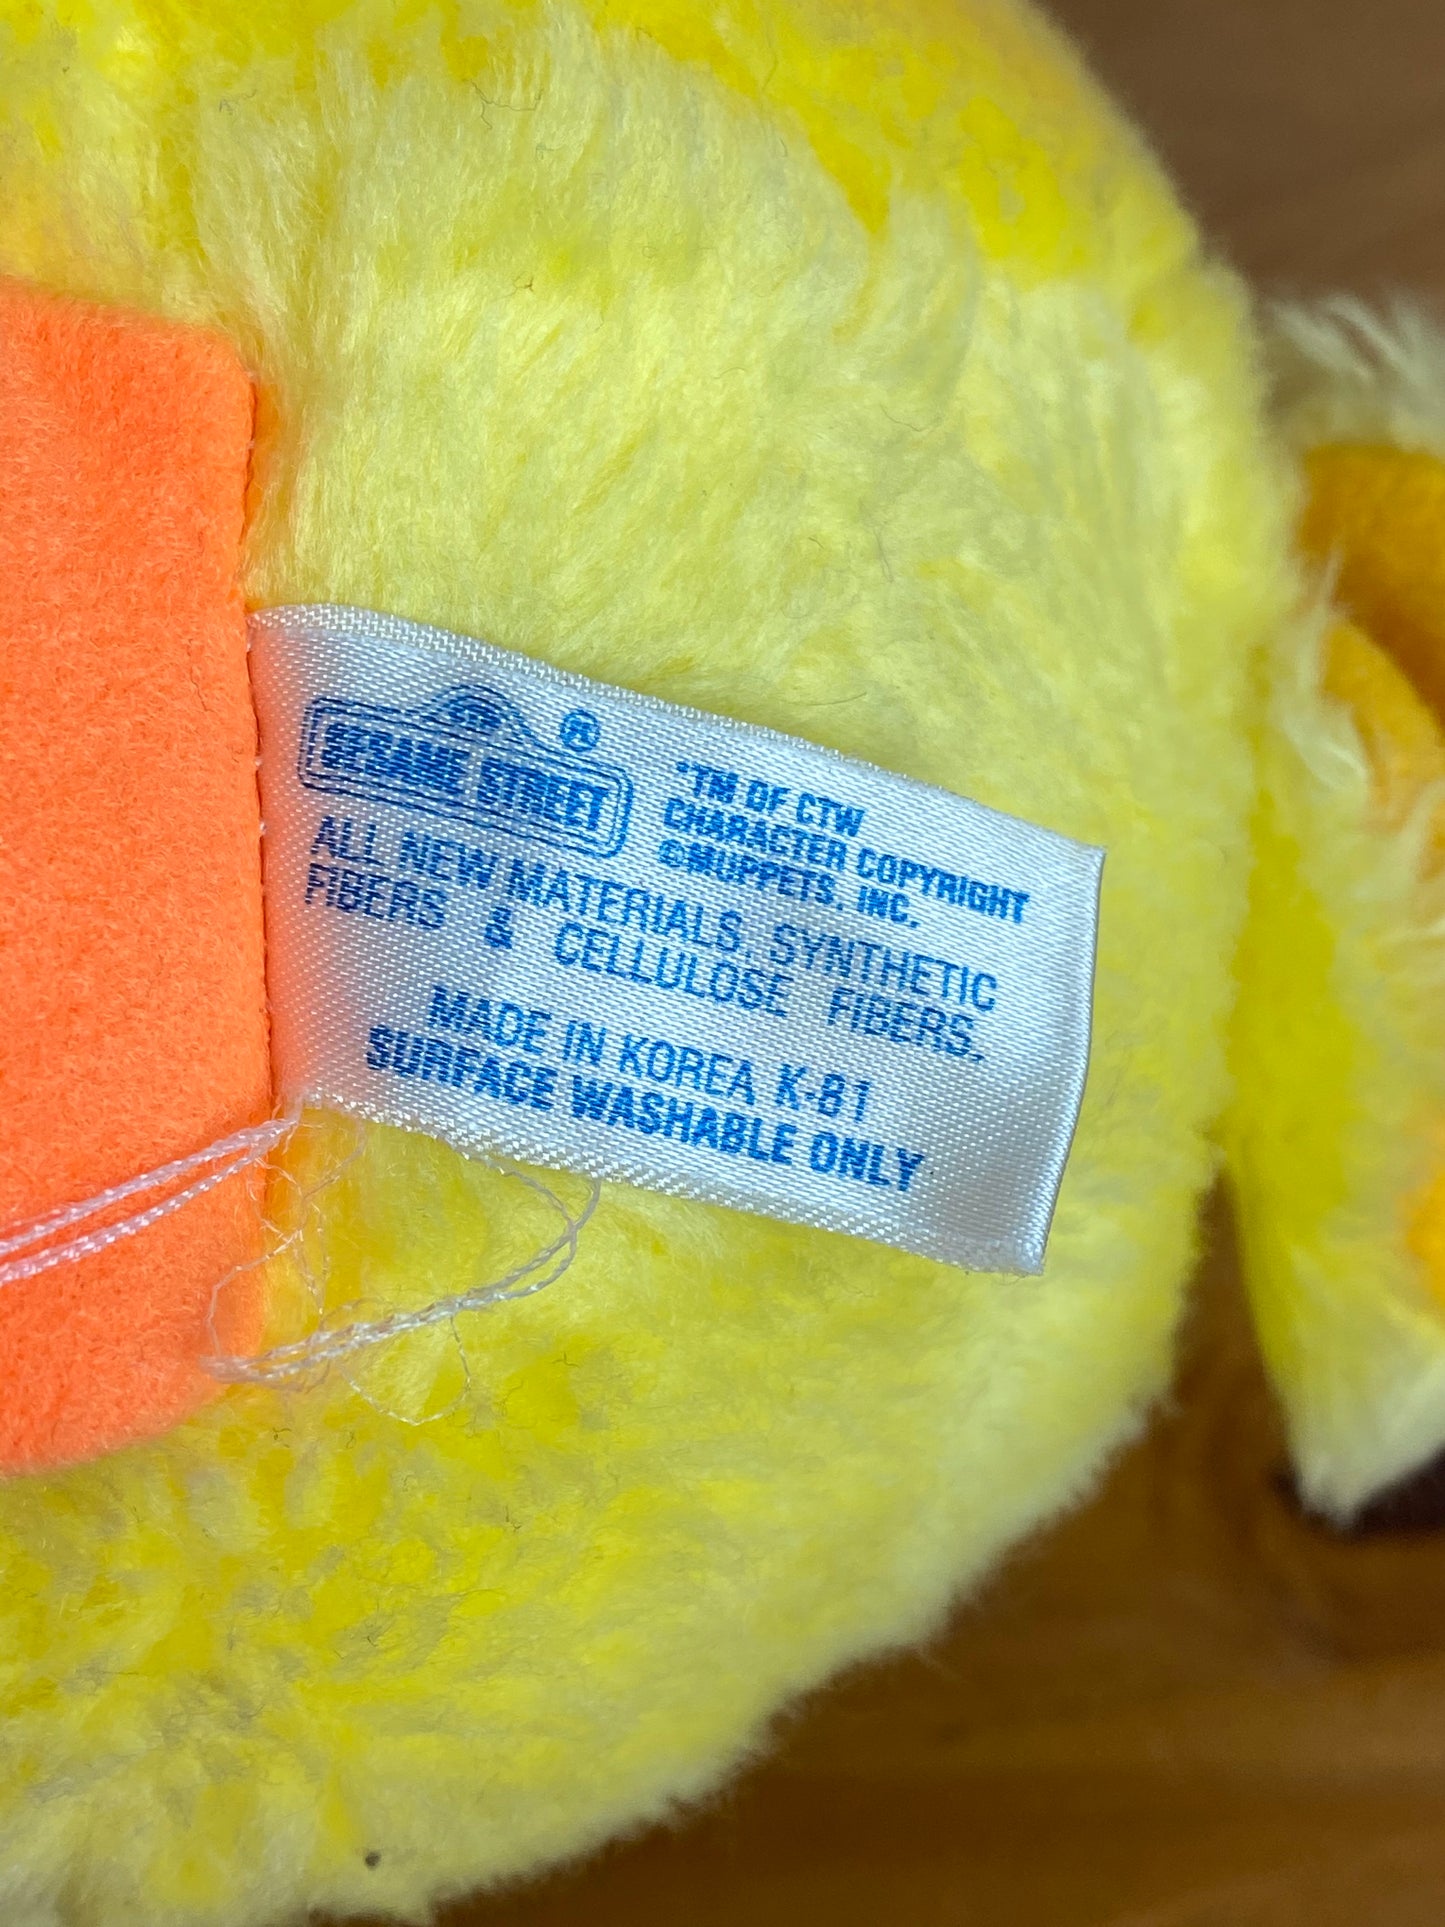 CTW ®
SESAME STREET
*TM OF CTW
CHARACTER COPYRIGHT
©MUPPETS, INC.
ALL NEW MATERIALS, SYNTHETIC
FIBERS & CELLULOSE FIBERS.
MADE IN KOREA K-81
SURFACE WASHABLE ONLY